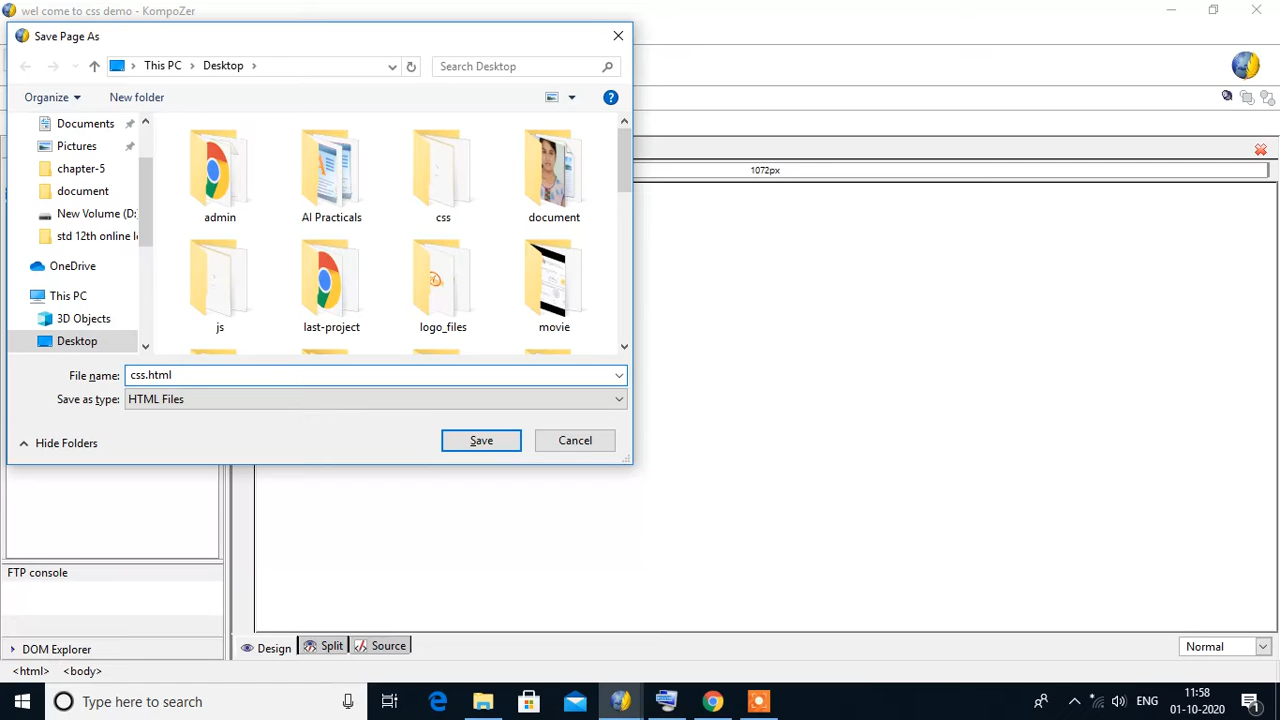 wel come to css demo - KompoZer
Save Page As
This PC > Desktop >
Search Desktop
Organize
New folder
Documents
Pictures
chapter-5
document
New Volume (D:
std 12th online l
OneDrive
This PC
3D Objects
Desktop
admin
AI Practicals
css
document
js
last-project
logo_files
movie
File name: css.html
Save as type: HTML Files
Hide Folders
Save
Cancel
1072px
FTP console
DOM Explorer
Design
Split
Source
Normal
<html> <body>
Type here to search
ENG
11:58
01-10-2020
1